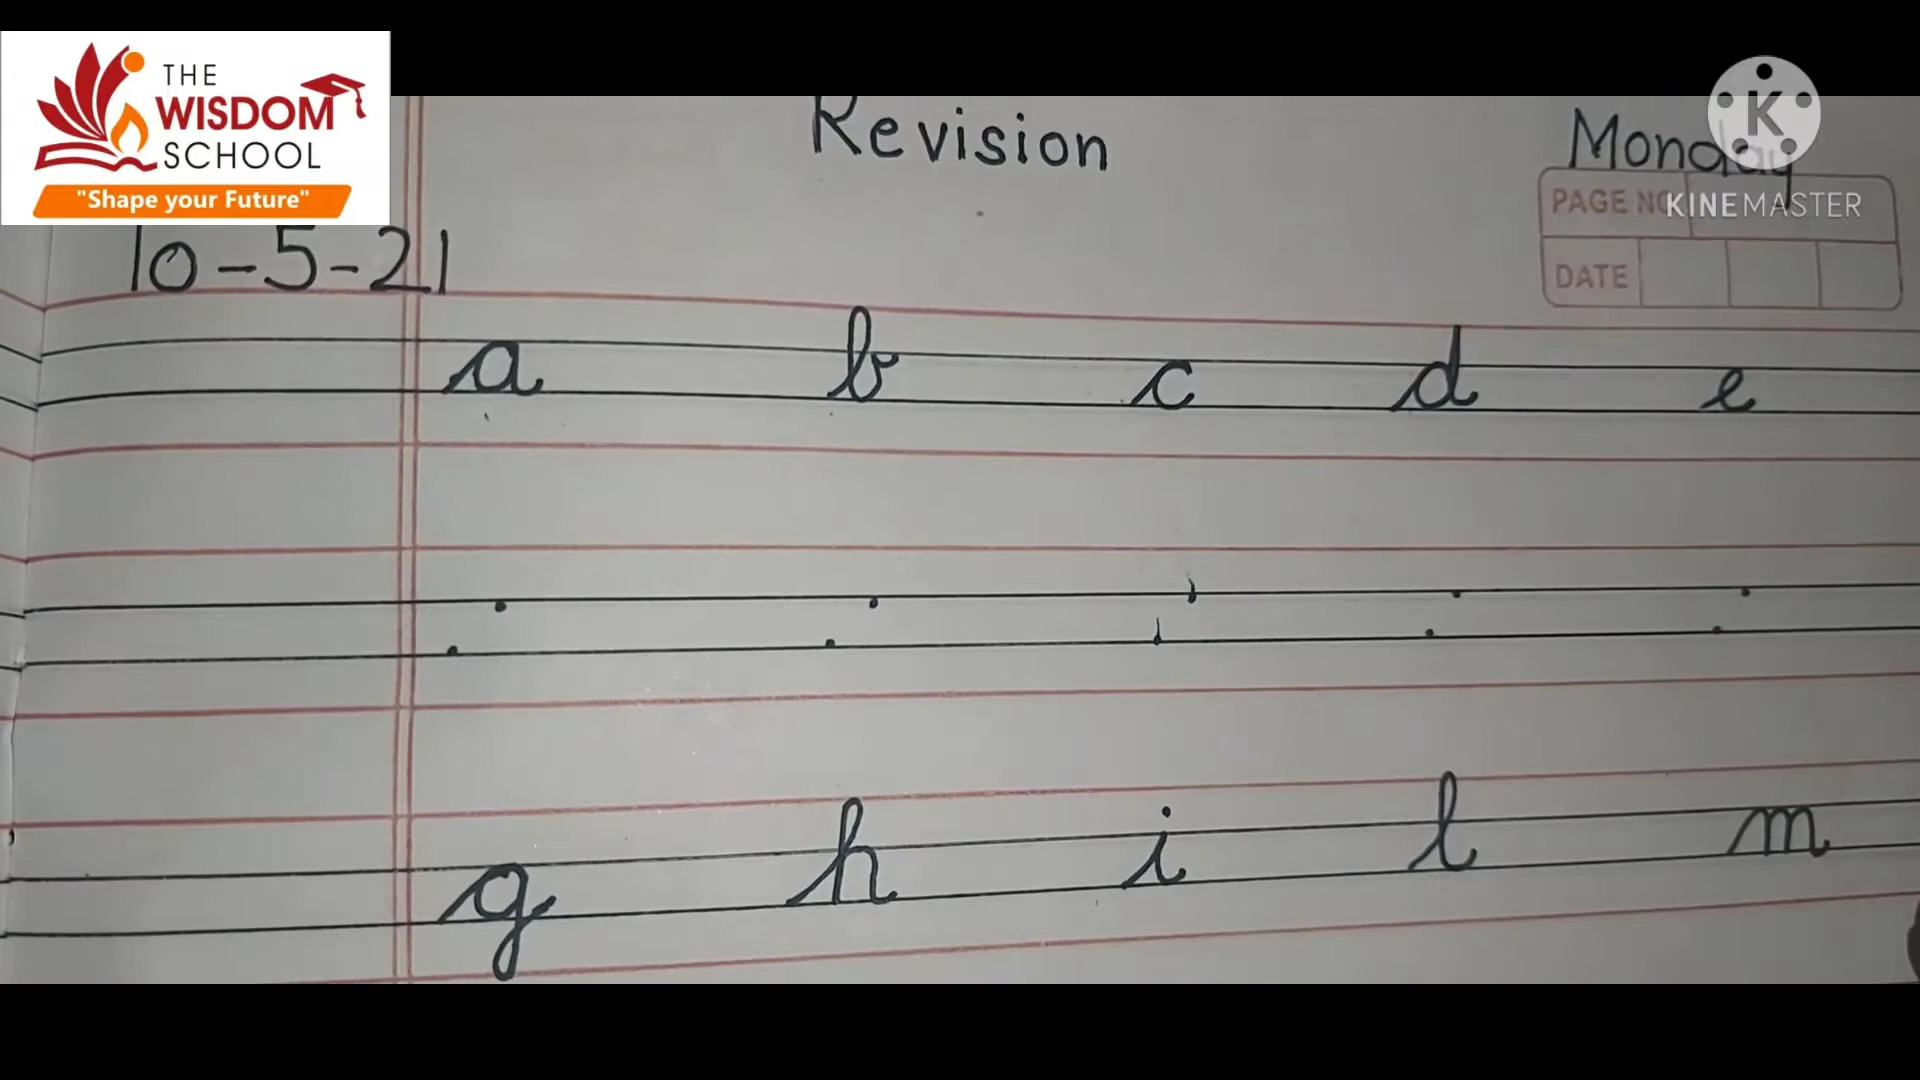 THE
WISDOM
SCHOOL
"Shape your Future"
Revision
Monday
PAGE NO
KINEMASTER
10-5-21
DATE
a b c d e
g h i l m